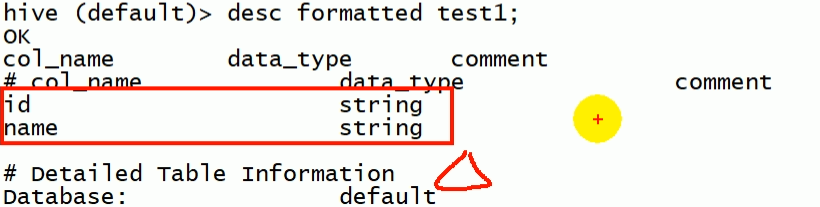 hive (default)> desc formatted test1;
OK
col_name data_type comment
# col_name data_type comment
id string
name string
# Detailed Table Information
Database: default